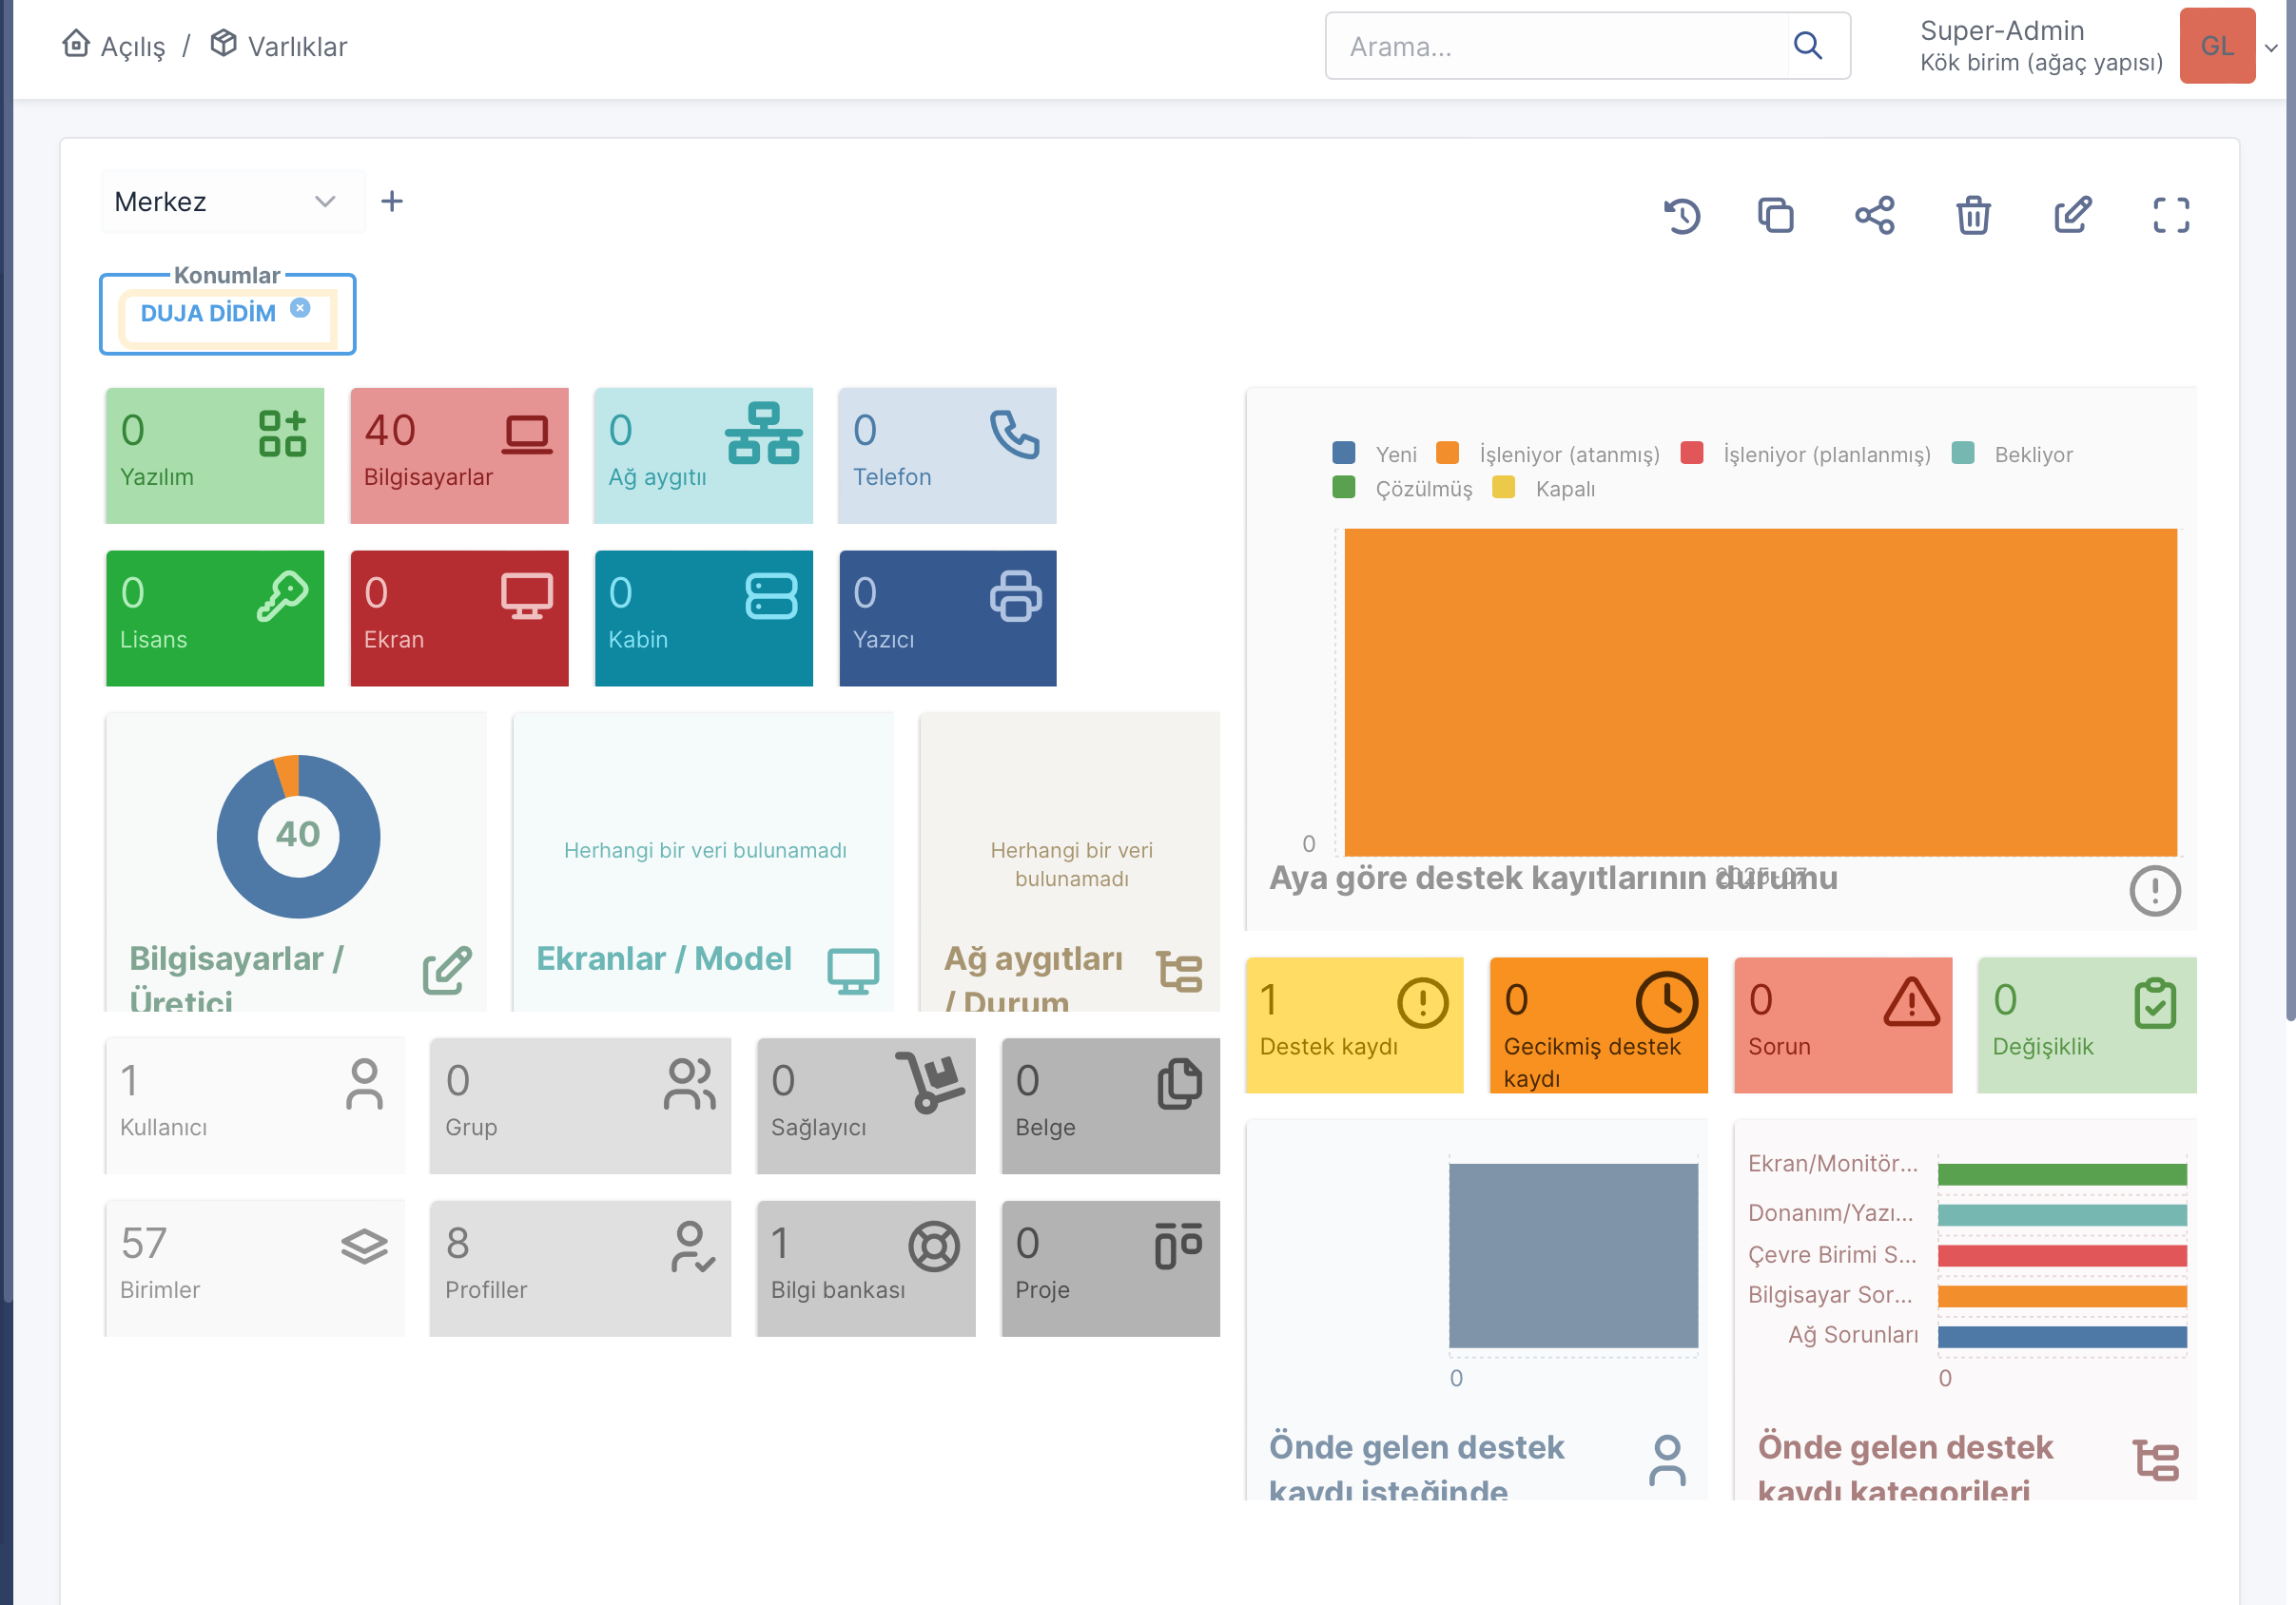 Açılış / Varlıklar
Arama...
Super-Admin
Kök birim (ağaç yapısı)
GL
Merkez
Konumlar
DUJA DİDİM
0
Yazılım
40
Bilgisayarlar
0
Ağ aygıtıı
0
Telefon
0
Lisans
0
Ekran
0
Kabin
0
Yazıcı
40
Bilgisayarlar /
Üretici
Herhangi bir veri bulunamadı
Ekranlar / Model
Herhangi bir veri
bulunamadı
Ağ aygıtları
/ Durum
1
Kullanıcı
0
Grup
0
Sağlayıcı
0
Belge
57
Birimler
8
Profiller
1
Bilgi bankası
0
Proje
Yeni İşleniyor (atanmış) İşleniyor (planlanmış) Bekliyor
Çözülmüş Kapalı
0
2025-07
Aya göre destek kayıtlarının durumu
1
Destek kaydı
0
Gecikmiş destek
kaydı
0
Sorun
0
Değişiklik
0
Önde gelen destek
kaydı isteğinde
Ekran/Monitör...
Donanım/Yazı...
Çevre Birimi S...
Bilgisayar Sor...
Ağ Sorunları
0
Önde gelen destek
kaydı kategorileri